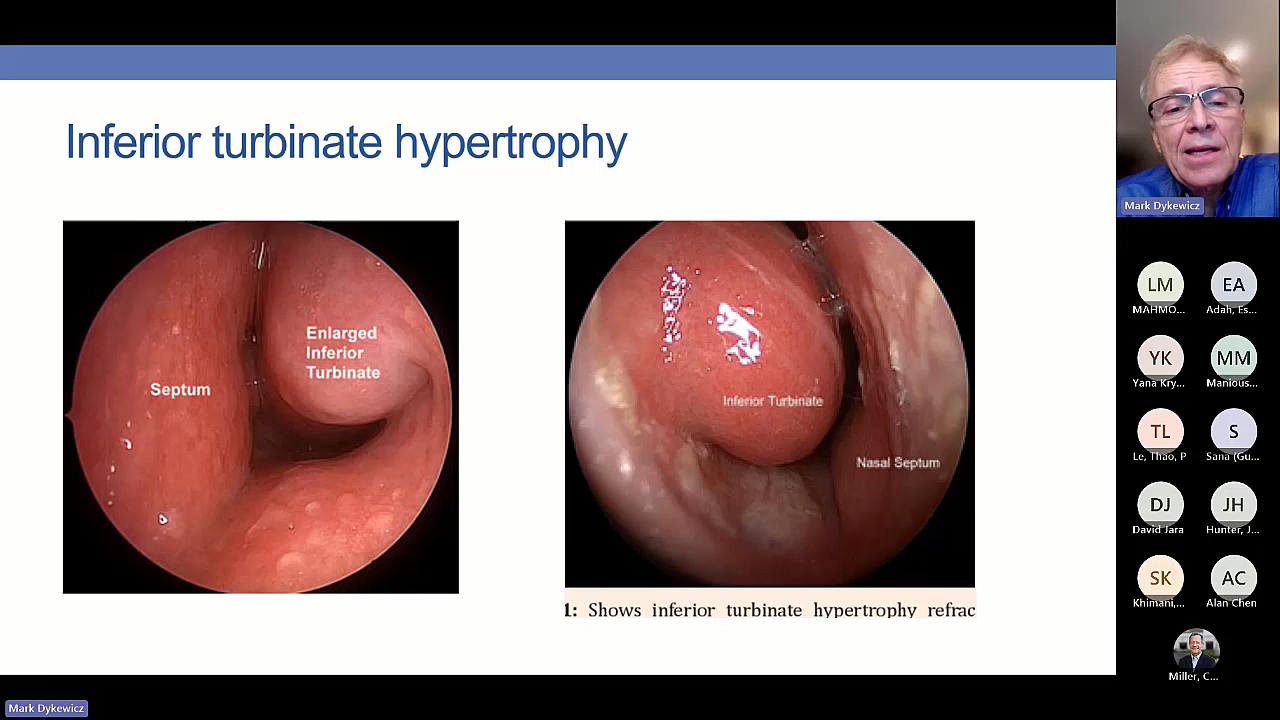 Inferior turbinate hypertrophy
Septum
Enlarged
Inferior
Turbinate
Inferior Turbinate
Nasal Septum
1: Shows inferior turbinate hypertrophy refrac
Mark Dykewicz
LM
MAHMO...
EA
Adah, Es...
YK
Yana Kry...
MM
Manious...
TL
Le, Thao, P
S
Sana (Gu...
DJ
David Jara
JH
Hunter, J...
SK
Khimani,...
AC
Alan Chen
Miller, C...
Mark Dykewicz